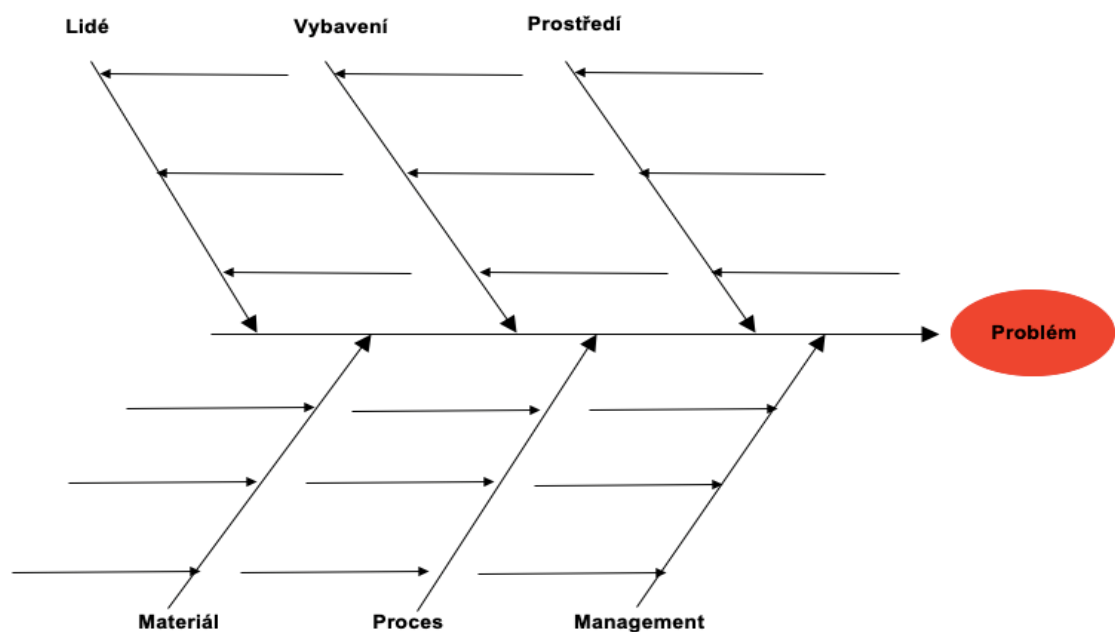 Lidé
Vybavení
Prostředí
Problém
Materiál
Proces
Management